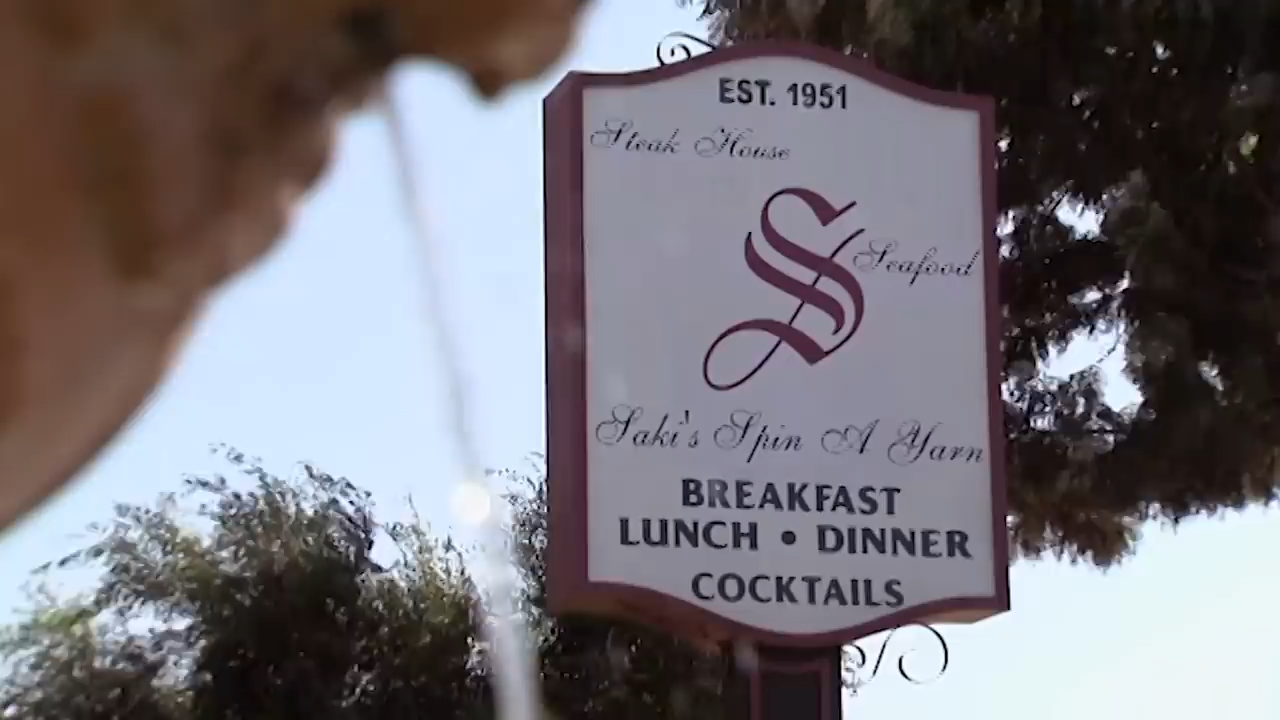 EST. 1951
Steak House
S
Seafood
Saki's Spin A Yarn
BREAKFAST
LUNCH • DINNER
COCKTAILS